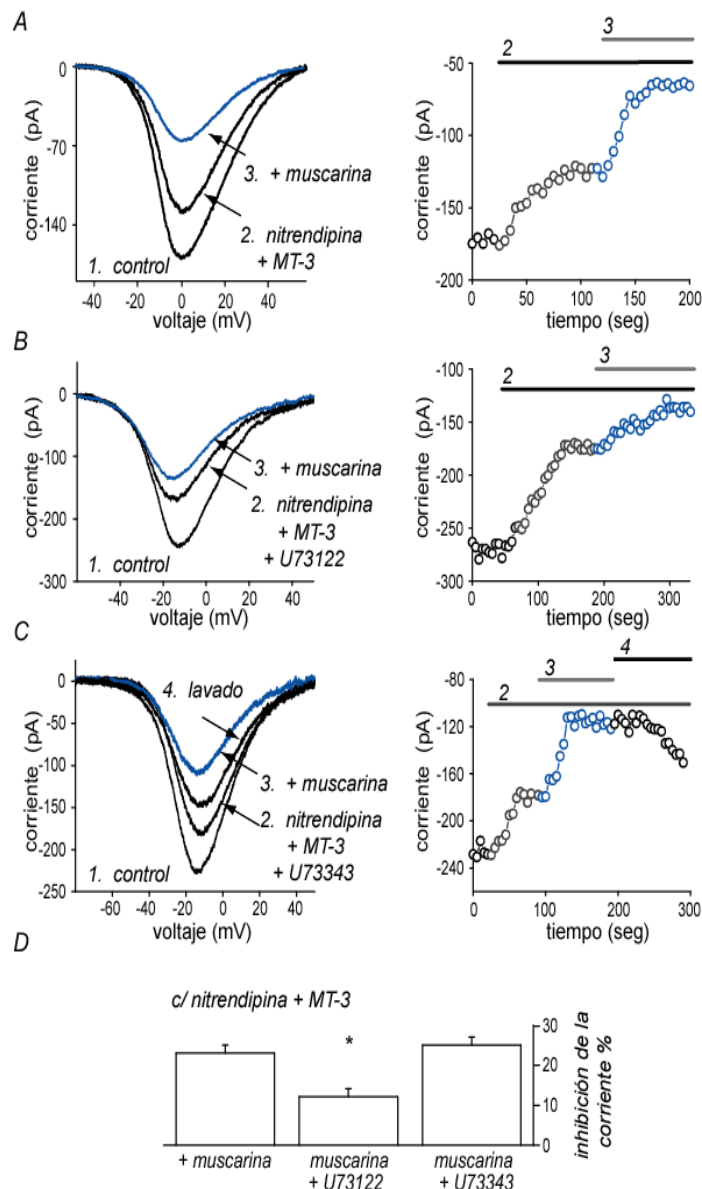 A
0
-70
-140
corriente (pA)
3. + muscarina
2. nitrendipina
+ MT-3
1. control
-40 -20 0 20 40
voltaje (mV)
3
2
-50
-100
-150
-200
corriente (pA)
0 50 100 150 200
tiempo (seg)
B
0
-100
-200
-300
corriente (pA)
3. + muscarina
2. nitrendipina
+ MT-3
+ U73122
1. control
-40 -20 0 20 40
voltaje (mV)
3
2
-100
-150
-200
-250
-300
corriente (pA)
0 100 200 300
tiempo (seg)
C
0
-50
-100
-150
-200
-250
corriente (pA)
4. lavado
3. + muscarina
2. nitrendipina
+ MT-3
+ U73343
1. control
-80 -60 -40 -20 0 20 40
voltaje (mV)
4
3
2
-80
-120
-160
-200
-240
corriente (pA)
0 100 200 300
tiempo (seg)
D
c/ nitrendipina + MT-3
*
30
20
10
0
inhibición de la
corriente %
+ muscarina
muscarina
+ U73122
muscarina
+ U73343